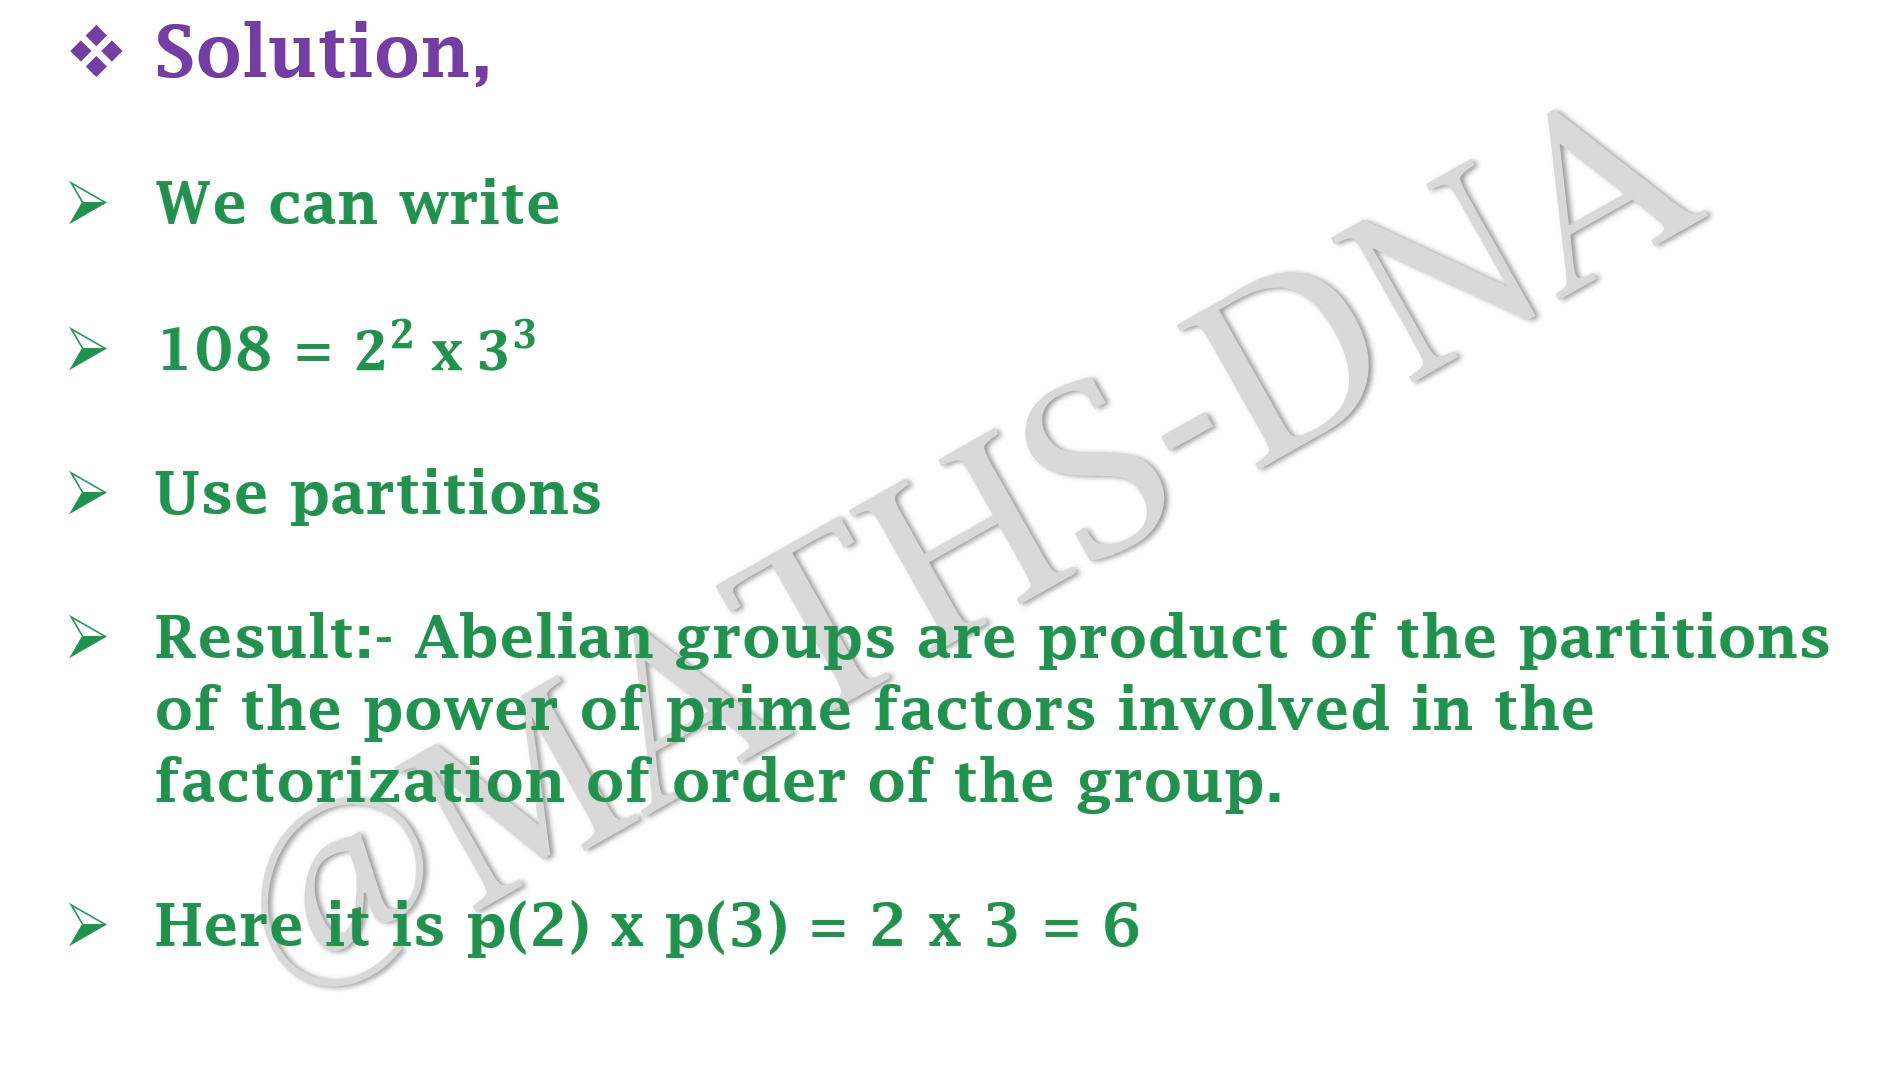 ❖ Solution,
➢ We can write
➢ 108 = 2² x 3³
➢ Use partitions
➢ Result:- Abelian groups are product of the partitions
of the power of prime factors involved in the
factorization of order of the group.
➢ Here it is p(2) x p(3) = 2 x 3 = 6
@MATHS-DNA